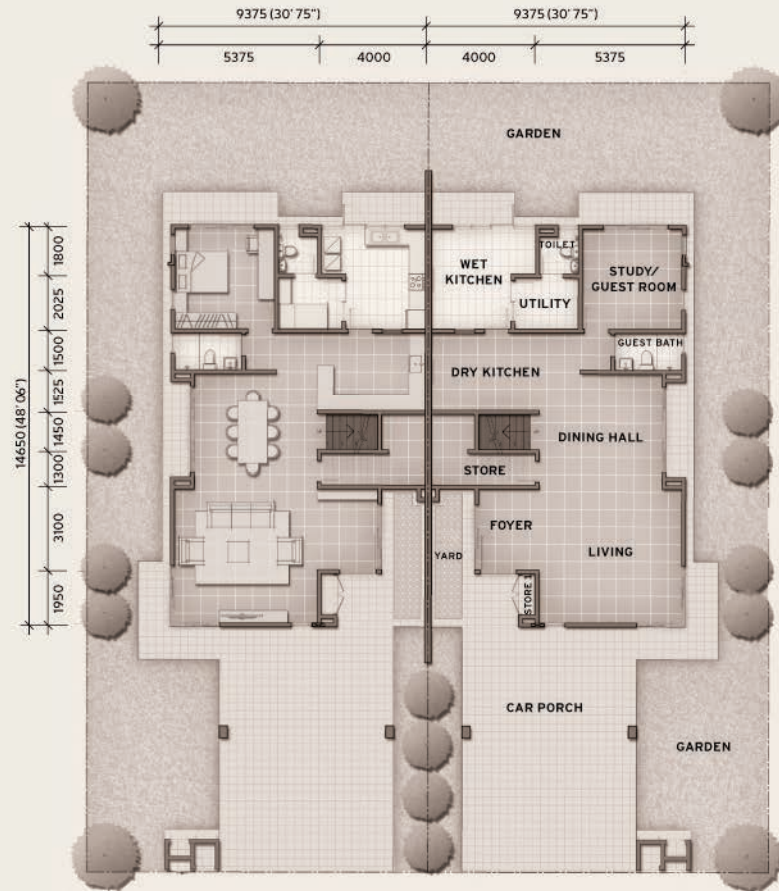 9375 (30' 75") 9375 (30' 75")
5375 4000 4000 5375
GARDEN
14650 (48' 06")
1800
2025
1500
1525
1450
1300
3100
1950
TOILET
WET
KITCHEN
STUDY/
GUEST ROOM
UTILITY
GUEST BATH
DRY KITCHEN
DINING HALL
STORE
FOYER
YARD
LIVING
STORE 1
CAR PORCH
GARDEN